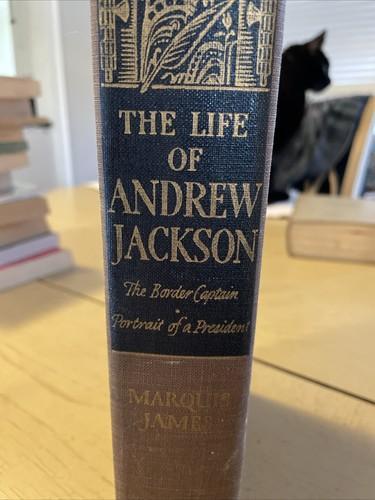 THE LIFE
OF
ANDREW
JACKSON
The Border Captain
Portrait of a President
MARQUIS
JAMES